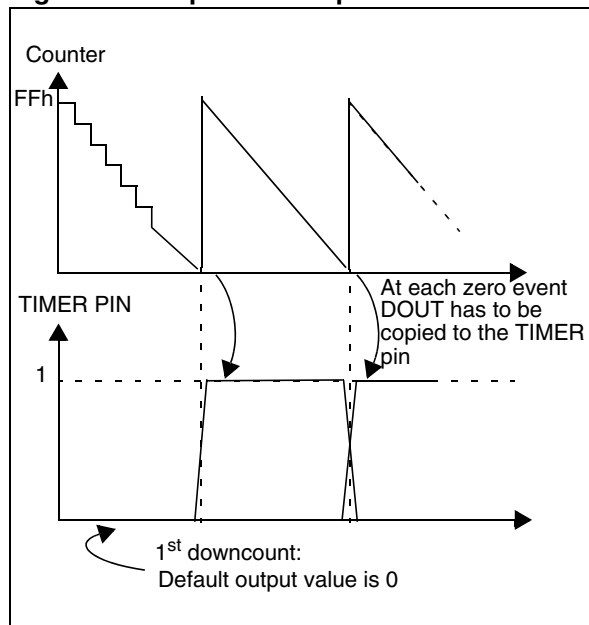 Counter
FFh
At each zero event
DOUT has to be
copied to the TIMER
pin
TIMER PIN
1
1st downcount:
Default output value is 0